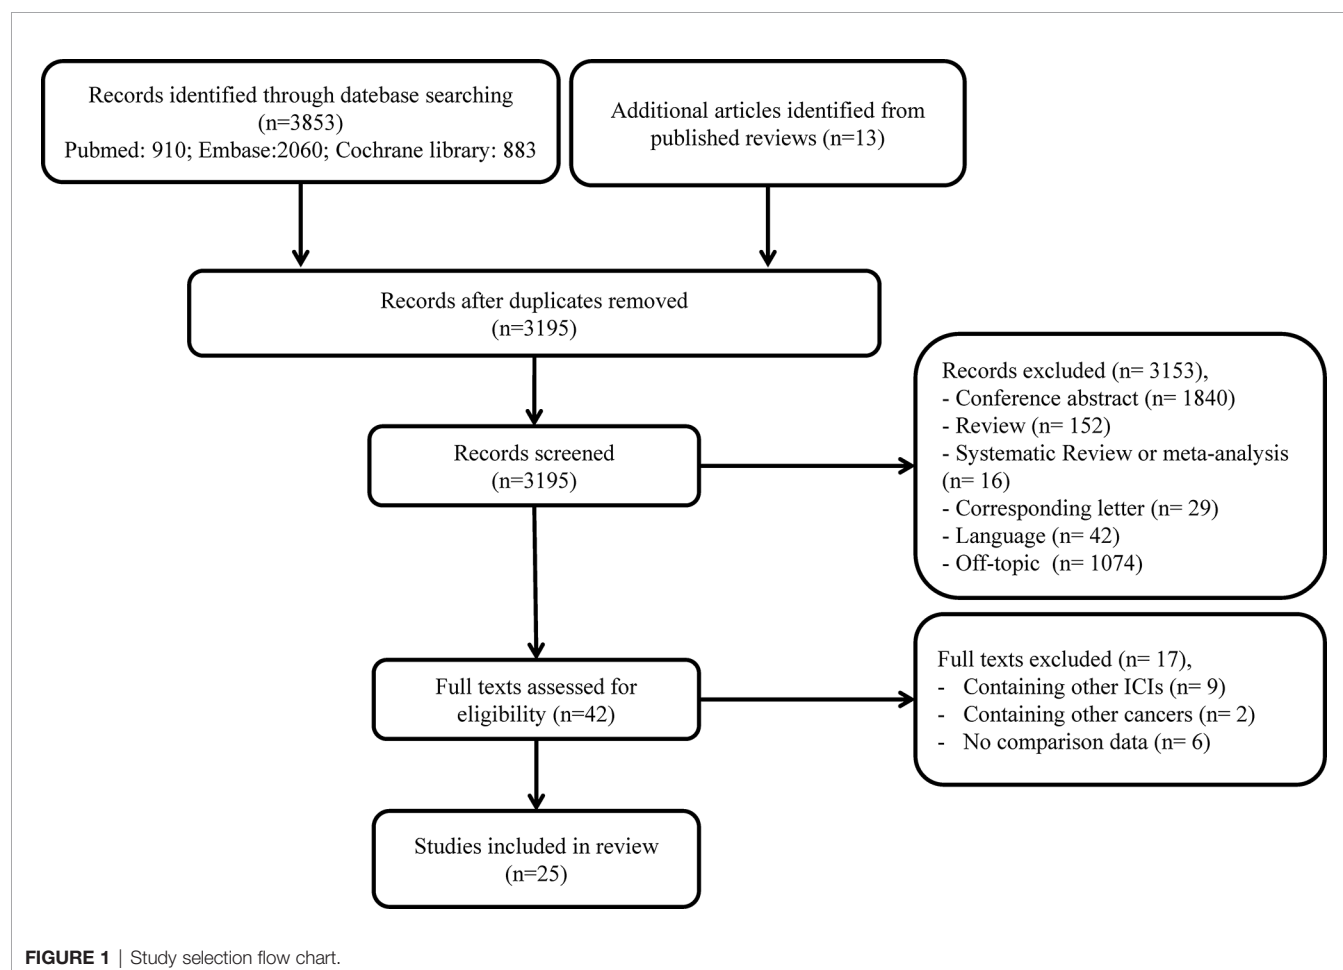 Records identified through datebase searching
(n=3853)
Pubmed: 910; Embase:2060; Cochrane library: 883
Additional articles identified from
published reviews (n=13)
Records after duplicates removed
(n=3195)
Records screened
(n=3195)
Records excluded (n= 3153),
- Conference abstract (n= 1840)
- Review (n= 152)
- Systematic Review or meta-analysis
(n= 16)
- Corresponding letter (n= 29)
- Language (n= 42)
- Off-topic (n= 1074)
Full texts assessed for
eligibility (n=42)
Full texts excluded (n= 17),
- Containing other ICIs (n= 9)
- Containing other cancers (n= 2)
- No comparison data (n= 6)
Studies included in review
(n=25)
FIGURE 1 | Study selection flow chart.